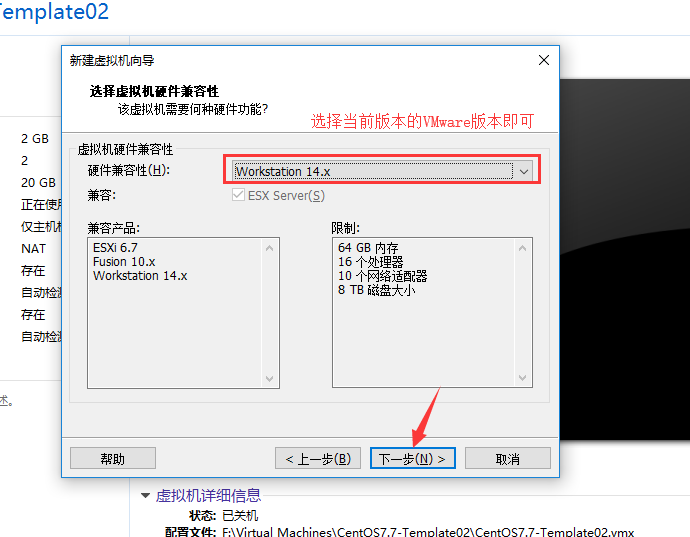 Template02
新建虚拟机向导
选择虚拟机硬件兼容性
该虚拟机需要何种硬件功能?
选择当前版本的VMware版本即可
虚拟机硬件兼容性
硬件兼容性(H):
Workstation 14.x
兼容:
ESX Server(S)
兼容产品:
ESXi 6.7
Fusion 10.x
Workstation 14.x
限制:
64 GB 内存
16 个处理器
10 个网络适配器
8 TB 磁盘大小
2 GB
2
20 GB
正在使用
仅主机模
NAT
存在
自动检测
存在
自动检测
述。
帮助
< 上一步(B)
下一步(N) >
取消
虚拟机详细信息
状态: 已关机
配置文件: F:\Virtual Machines\CentOS7.7-Template02\CentOS7.7-Template02.vmx